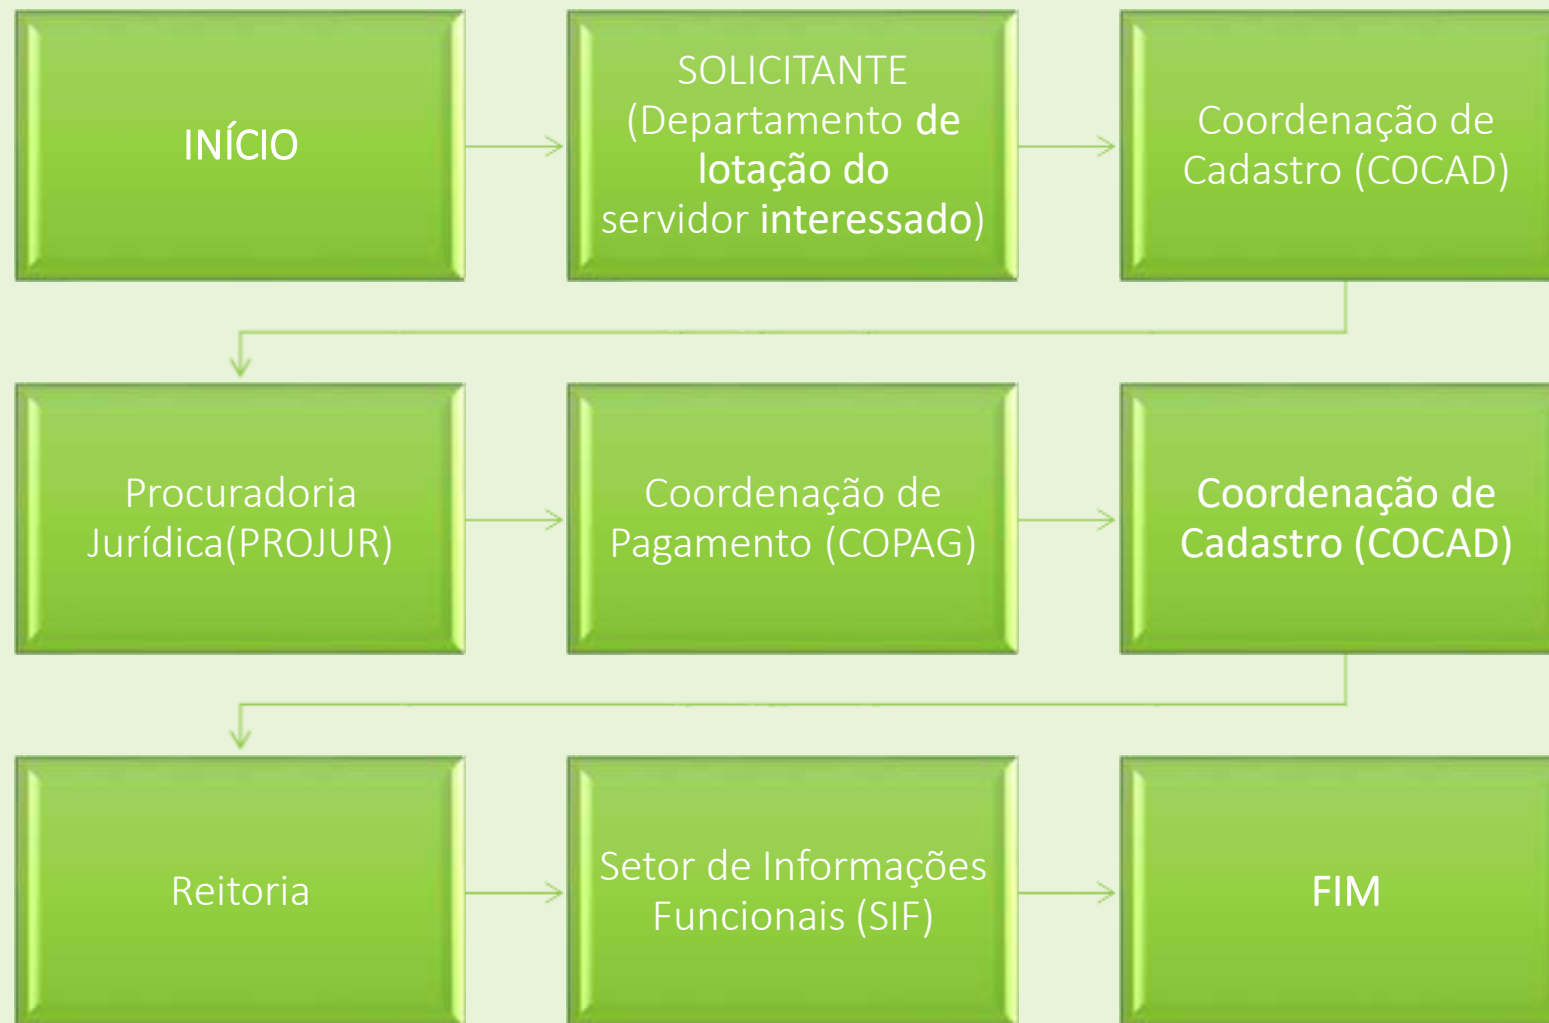 INÍCIO
SOLICITANTE
(Departamento de
lotação do
servidor interessado)
Coordenação de
Cadastro (COCAD)
Procuradoria
Jurídica(PROJUR)
Coordenação de
Pagamento (COPAG)
Coordenação de
Cadastro (COCAD)
Reitoria
Setor de Informações
Funcionais (SIF)
FIM